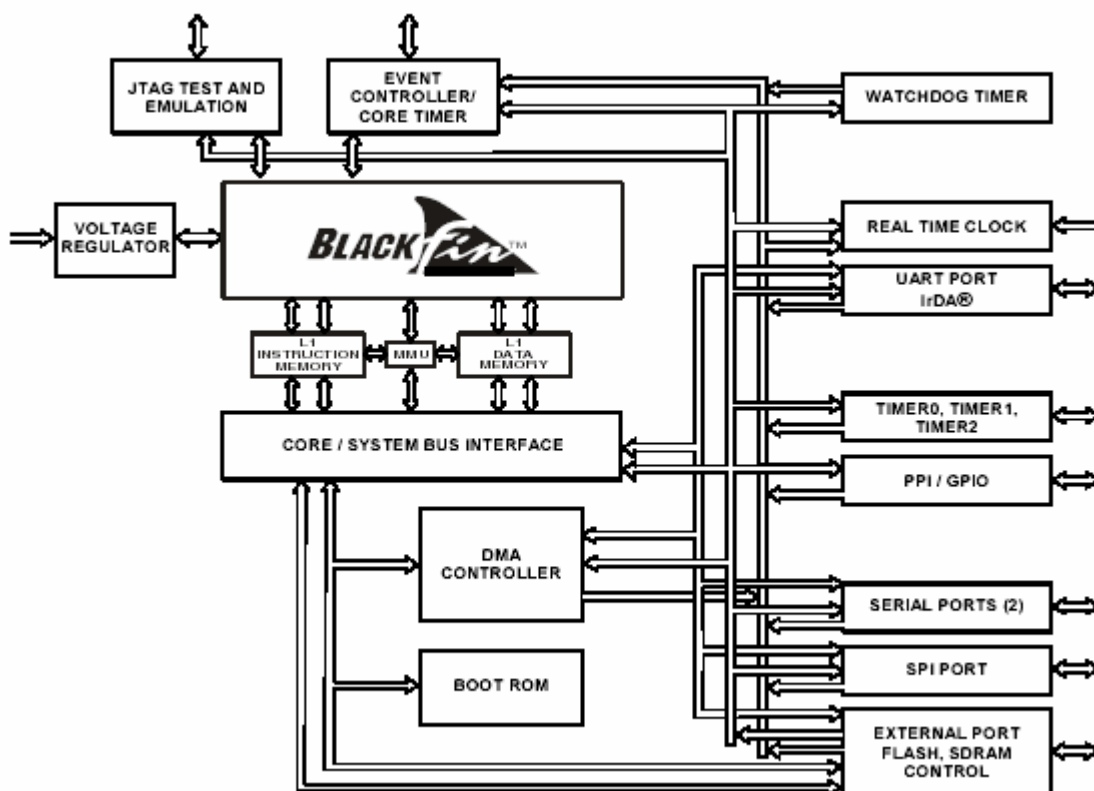 JTAG TEST AND
EMULATION
EVENT
CONTROLLER/
CORE TIMER
WATCHDOG TIMER
VOLTAGE
REGULATOR
BLACKfin™
REAL TIME CLOCK
UART PORT
IrDA®
L1
INSTRUCTION
MEMORY
MMU
L1
DATA
MEMORY
CORE / SYSTEM BUS INTERFACE
TIMER0, TIMER1,
TIMER2
PPI / GPIO
DMA
CONTROLLER
SERIAL PORTS (2)
BOOT ROM
SPI PORT
EXTERNAL PORT
FLASH, SDRAM
CONTROL